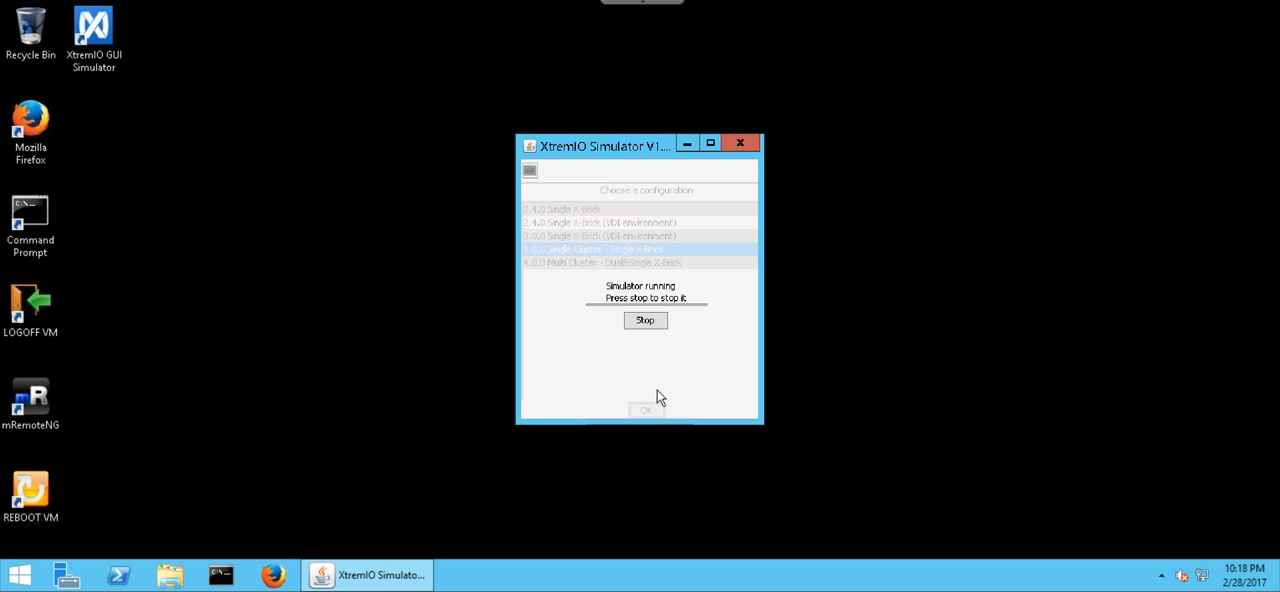 Recycle Bin
XtremIO GUI
Simulator
Mozilla
Firefox
Command
Prompt
LOGOFF VM
mRemoteNG
REBOOT VM
XtremIO Simulator V1....
Choose a configuration
2.4.0 Single X-Brick
2.4.0 Single X-Brick (VDI environment)
3.0.0 Single X-Brick (VDI environment)
4.0.0 Single Cluster - Single X-Brick
4.0.0 Multi Cluster - Dual&Single X-Brick
Simulator running
Press stop to stop it
Stop
OK
XtremIO Simulato...
10:18 PM
2/28/2017